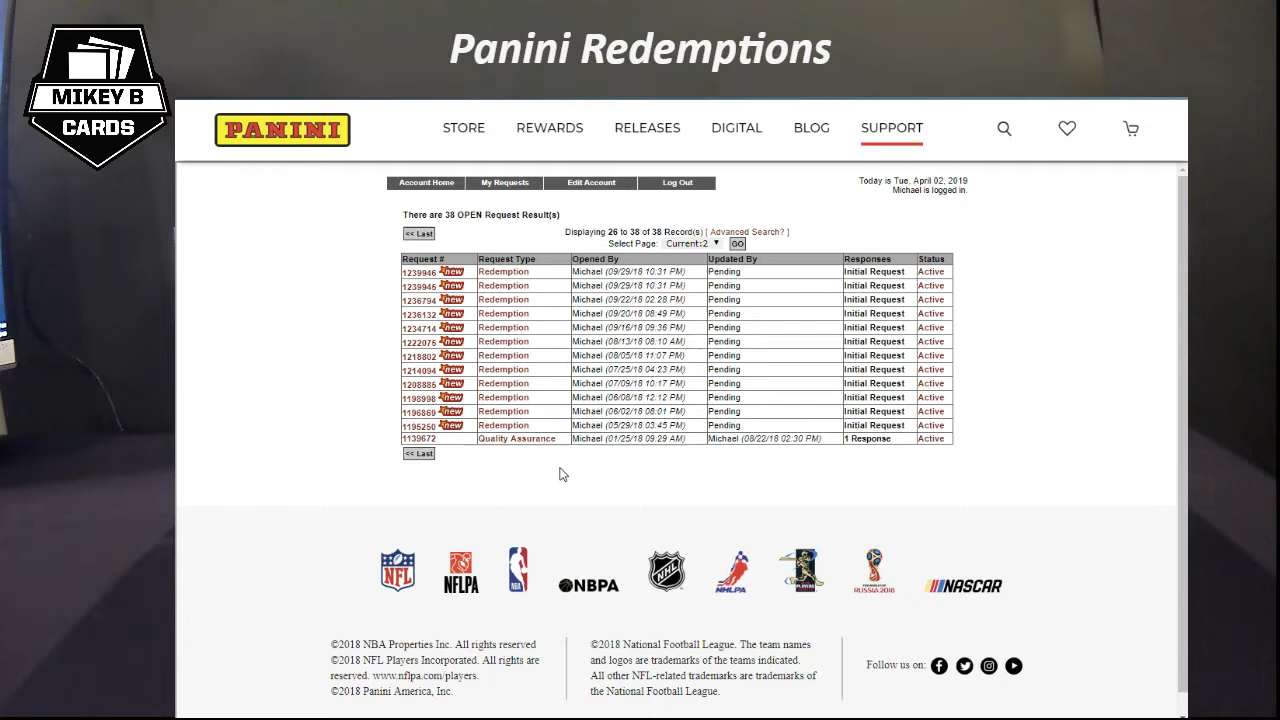 Panini Redemptions
MIKEY B
CARDS
PANINI
STORE REWARDS RELEASES DIGITAL BLOG SUPPORT
Account Home My Requests Edit Account Log Out
Today is Tue, April 02, 2019
Michael is logged in.
There are 38 OPEN Request Result(s)
<< Last
Displaying 26 to 38 of 38 Record(s) [ Advanced Search? ]
Select Page: Current:2 GO
Request # Request Type Opened By Updated By Responses Status
1239946 new Redemption Michael (09/29/18 10:31 PM) Pending Initial Request Active
1239945 new Redemption Michael (09/29/18 10:31 PM) Pending Initial Request Active
1236794 new Redemption Michael (09/22/18 02:28 PM) Pending Initial Request Active
1236132 new Redemption Michael (09/20/18 08:49 PM) Pending Initial Request Active
1234714 new Redemption Michael (09/16/18 09:36 PM) Pending Initial Request Active
1222075 new Redemption Michael (08/13/18 08:10 AM) Pending Initial Request Active
1218802 new Redemption Michael (08/05/18 11:07 PM) Pending Initial Request Active
1214094 new Redemption Michael (07/25/18 04:23 PM) Pending Initial Request Active
1208885 new Redemption Michael (07/09/18 10:17 PM) Pending Initial Request Active
1198998 new Redemption Michael (06/08/18 12:12 PM) Pending Initial Request Active
1196869 new Redemption Michael (06/02/18 08:01 PM) Pending Initial Request Active
1195250 new Redemption Michael (05/29/18 03:45 PM) Pending Initial Request Active
1139672 Quality Assurance Michael (01/25/18 09:29 AM) Michael (08/22/18 02:30 PM) 1 Response Active
<< Last
NFL NFLPA NBA NBPA NHL NHLPA RUSSIA 2018 NASCAR
©2018 NBA Properties Inc. All rights reserved
©2018 NFL Players Incorporated. All rights are
reserved. www.nflpa.com/players.
©2018 Panini America, Inc.
©2018 National Football League. The team names
and logos are trademarks of the teams indicated.
All other NFL-related trademarks are trademarks of
the National Football League.
Follow us on: